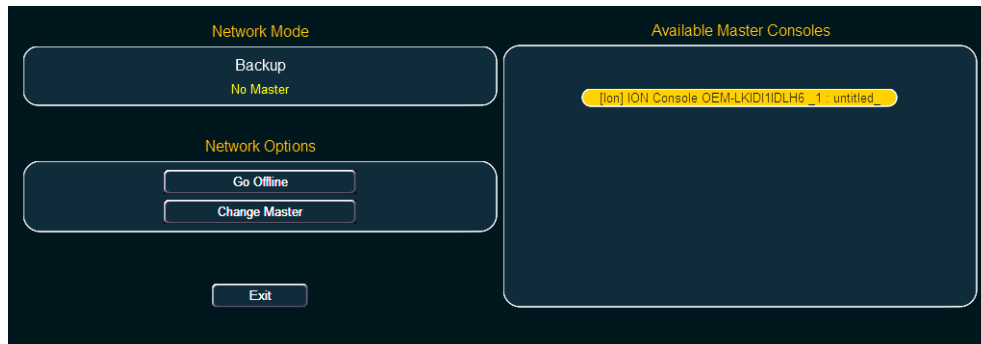 Network Mode
Backup
No Master
Network Options
Go Offline
Change Master
Exit
Available Master Consoles
[Ion] ION Console OEM-LKIDI1IDLH6 _1 : untitled_